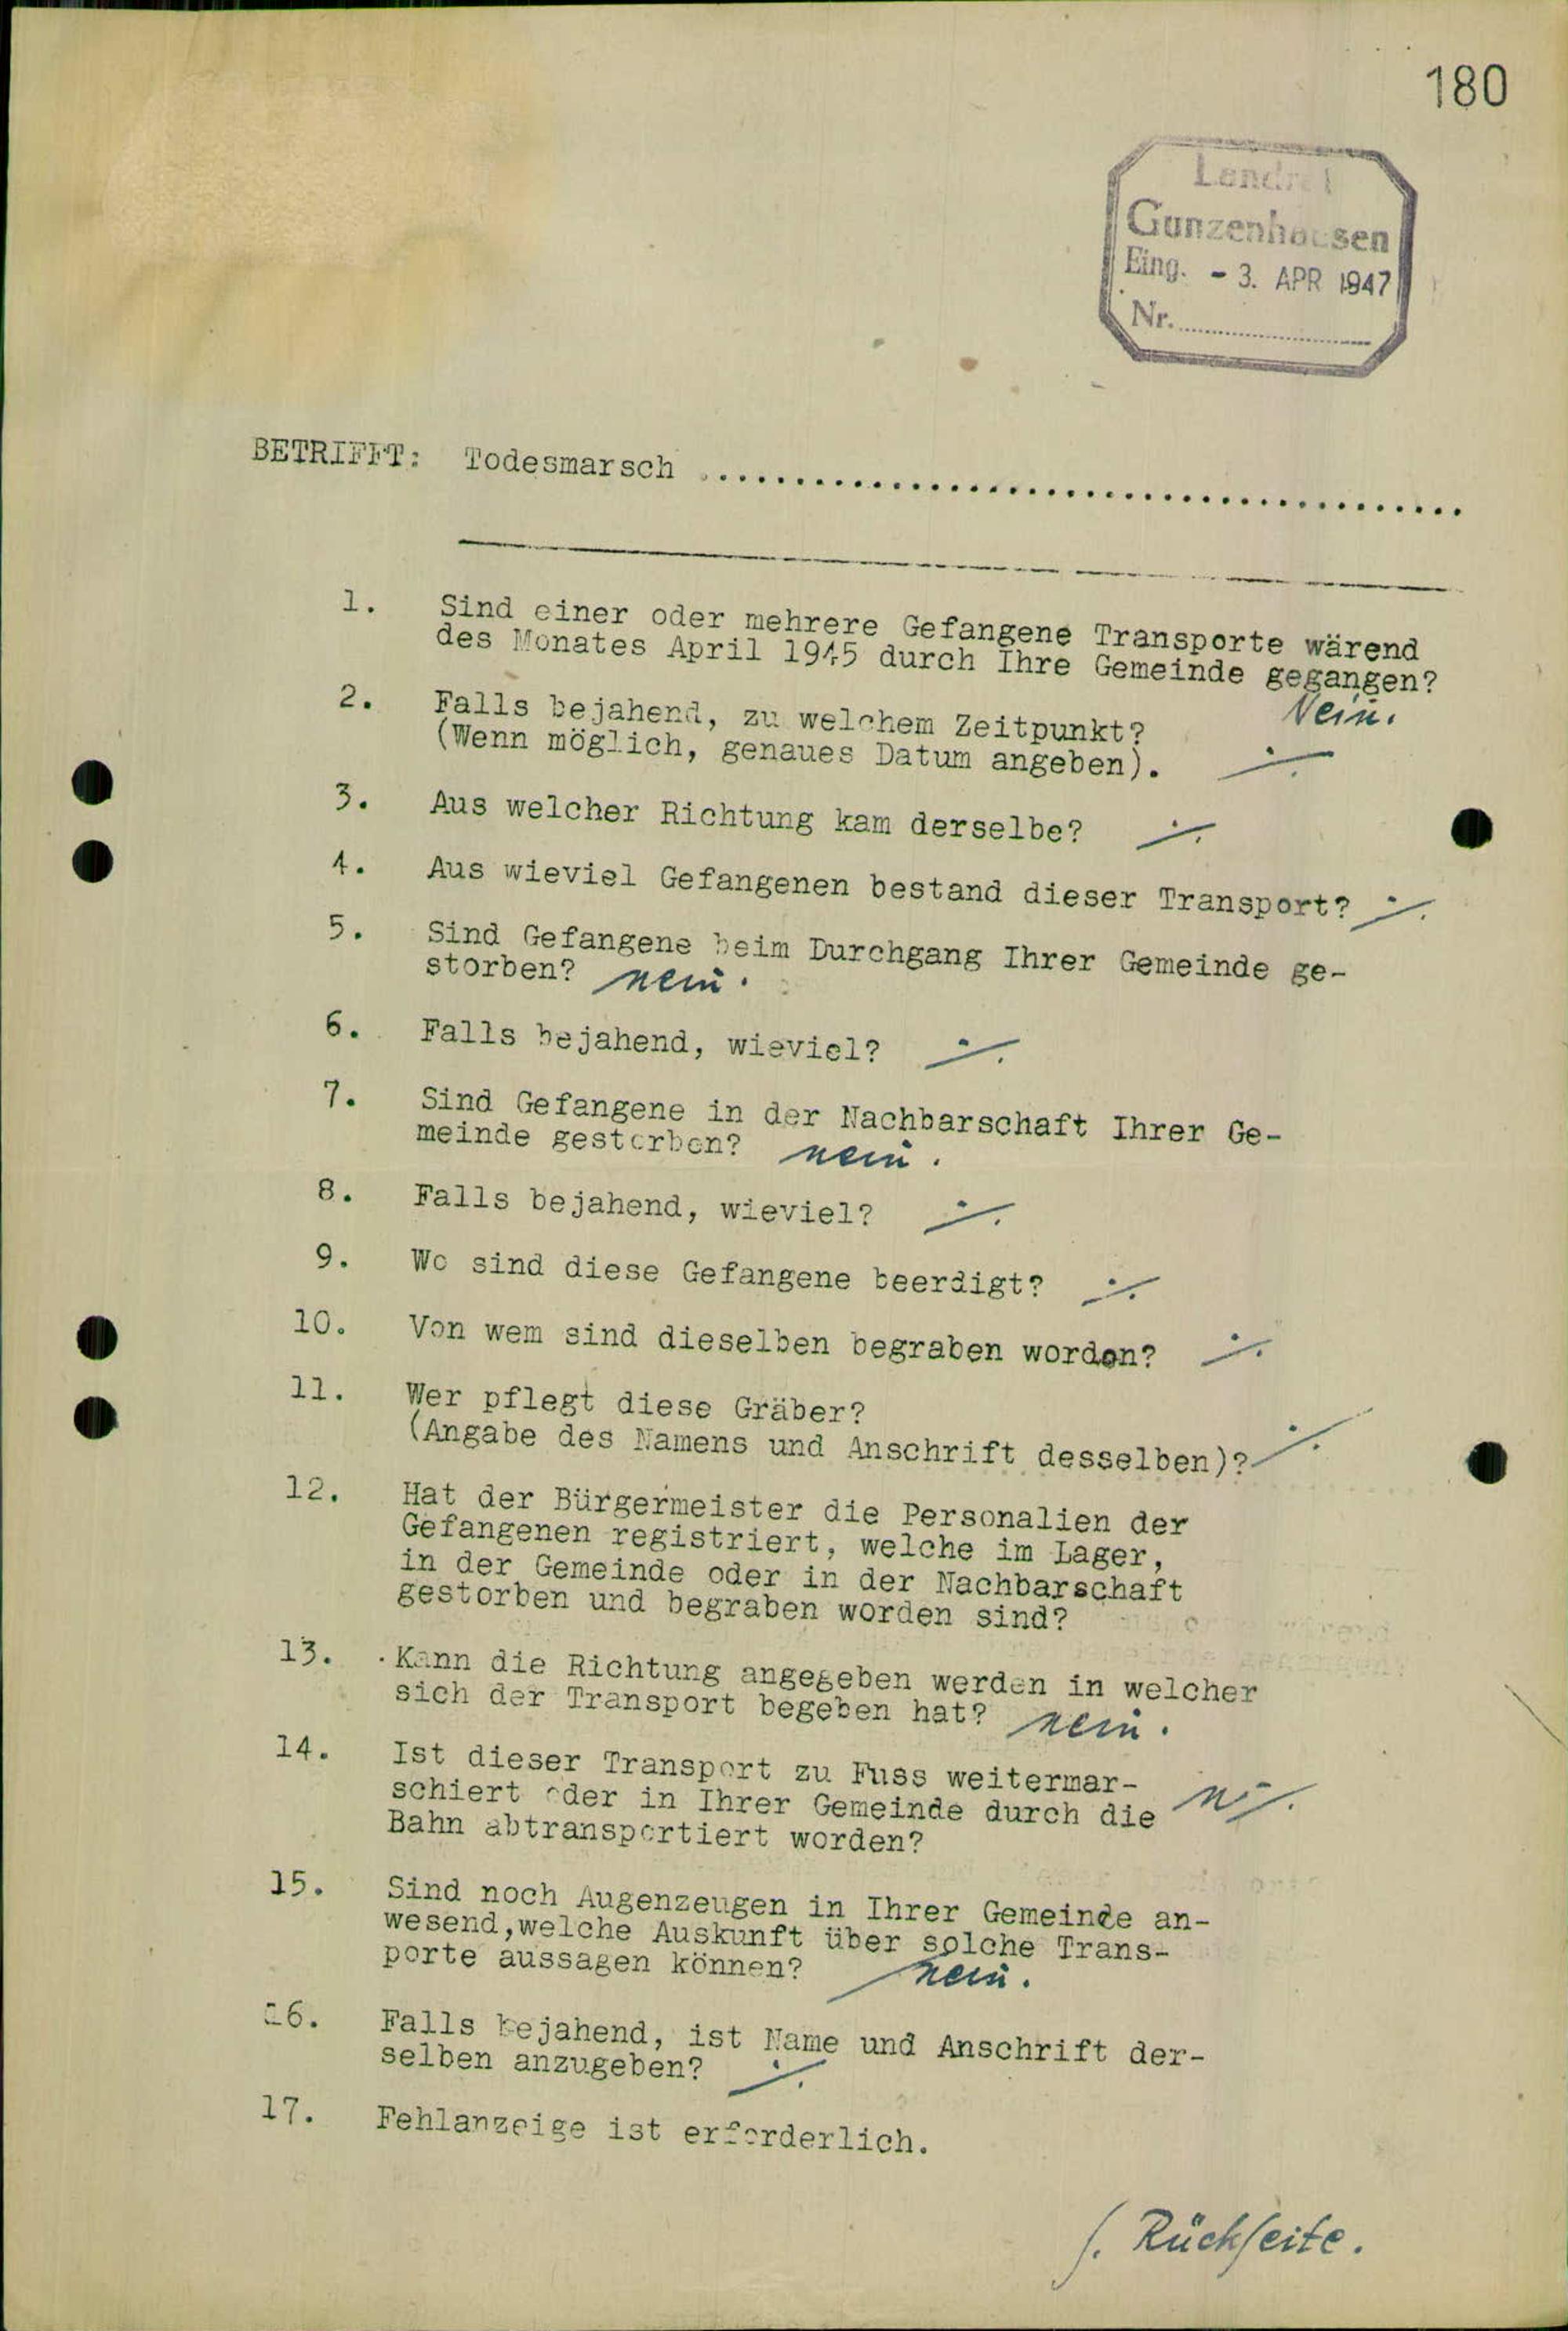 180
Landrat
Gunzenhausen
Eing. - 3. APR 1947
Nr. ....................
BETRIFFT: Todesmarsch ........................................
1. Sind einer oder mehrere Gefangene Transporte wärend
des Monates April 1945 durch Ihre Gemeinde gegangen?
Nein.
2. Falls bejahend, zu welchem Zeitpunkt?
(Wenn möglich, genaues Datum angeben). ⁒
3. Aus welcher Richtung kam derselbe? ⁒
4. Aus wieviel Gefangenen bestand dieser Transport? ⁒
5. Sind Gefangene beim Durchgang Ihrer Gemeinde ge-
storben? nein.
6. Falls bejahend, wieviel? ⁒
7. Sind Gefangene in der Nachbarschaft Ihrer Ge-
meinde gestorben? nein.
8. Falls bejahend, wieviel? ⁒
9. Wo sind diese Gefangene beerdigt? ⁒
10. Von wem sind dieselben begraben worden? ⁒
11. Wer pflegt diese Gräber?
(Angabe des Namens und Anschrift desselben)? ⁒
12. Hat der Bürgermeister die Personalien der
Gefangenen registriert, welche im Lager,
in der Gemeinde oder in der Nachbarschaft
gestorben und begraben worden sind?
13. Kann die Richtung angegeben werden in welcher
sich der Transport begeben hat? nein.
14. Ist dieser Transport zu Fuss weitermar-
schiert oder in Ihrer Gemeinde durch die ⁒
Bahn abtransportiert worden?
15. Sind noch Augenzeugen in Ihrer Gemeinde an-
wesend,welche Auskunft über solche Trans-
porte aussagen können? nein.
16. Falls bejahend, ist Name und Anschrift der-
selben anzugeben? ⁒
17. Fehlanzeige ist erforderlich.
s. Rückseite.